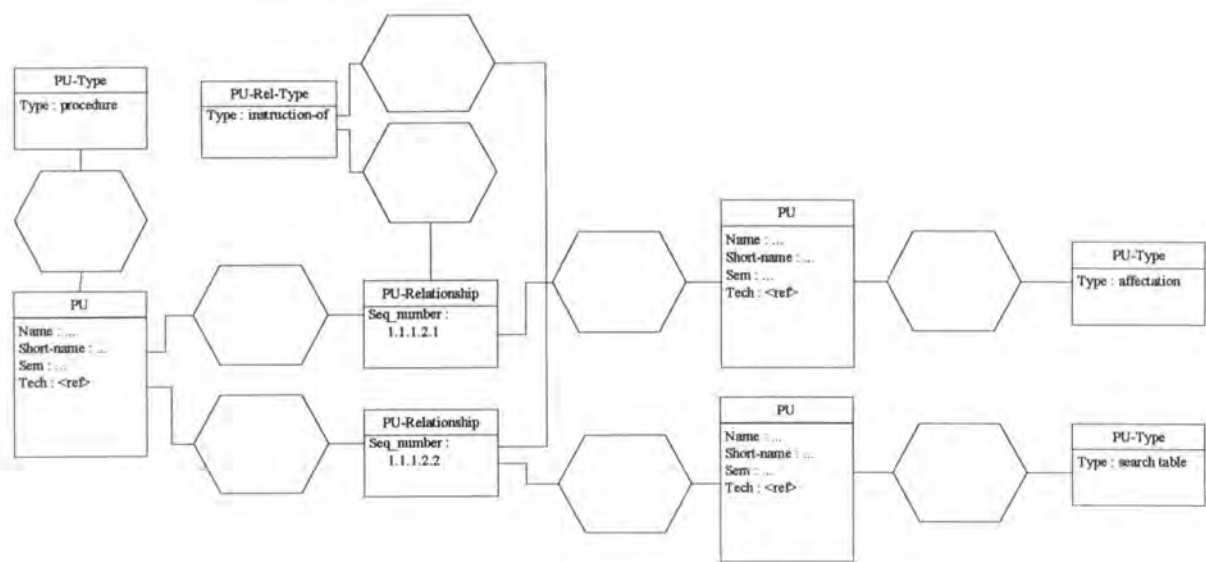 PU-Type
Type : procedure
PU-Rel-Type
Type : instruction-of
PU
Name : ...
Short-name : ...
Sem : ...
Tech : <ref>
PU-Type
Type : affectation
PU-Relationship
Seq_number :
1.1.1.2.1
PU
Name : ...
Short-name : ...
Sem : ...
Tech : <ref>
PU-Relationship
Seq_number :
1.1.1.2.2
PU
Name : ...
Short-name : ...
Sem : ...
Tech : <ref>
PU-Type
Type : search table